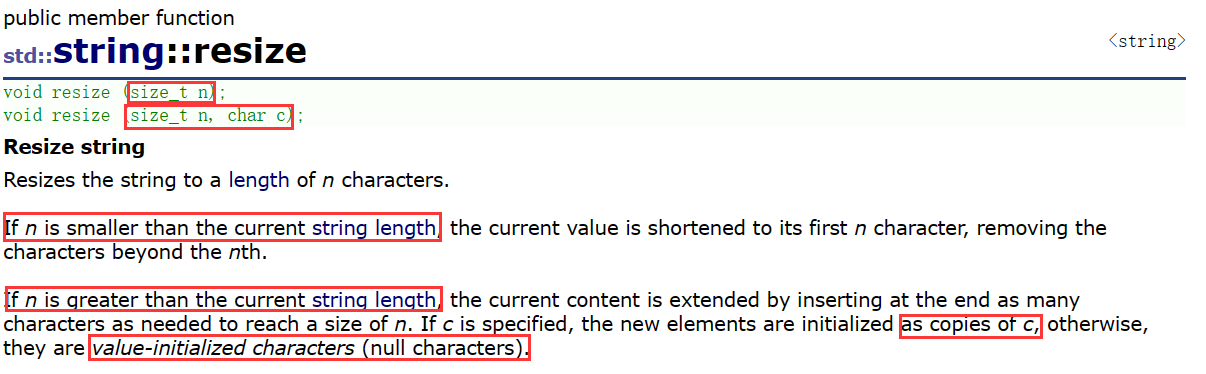 public member function
std::string::resize
<string>
void resize (size_t n);
void resize (size_t n, char c);
Resize string
Resizes the string to a length of n characters.
If n is smaller than the current string length, the current value is shortened to its first n character, removing the
characters beyond the nth.
If n is greater than the current string length, the current content is extended by inserting at the end as many
characters as needed to reach a size of n. If c is specified, the new elements are initialized as copies of c, otherwise,
they are value-initialized characters (null characters).